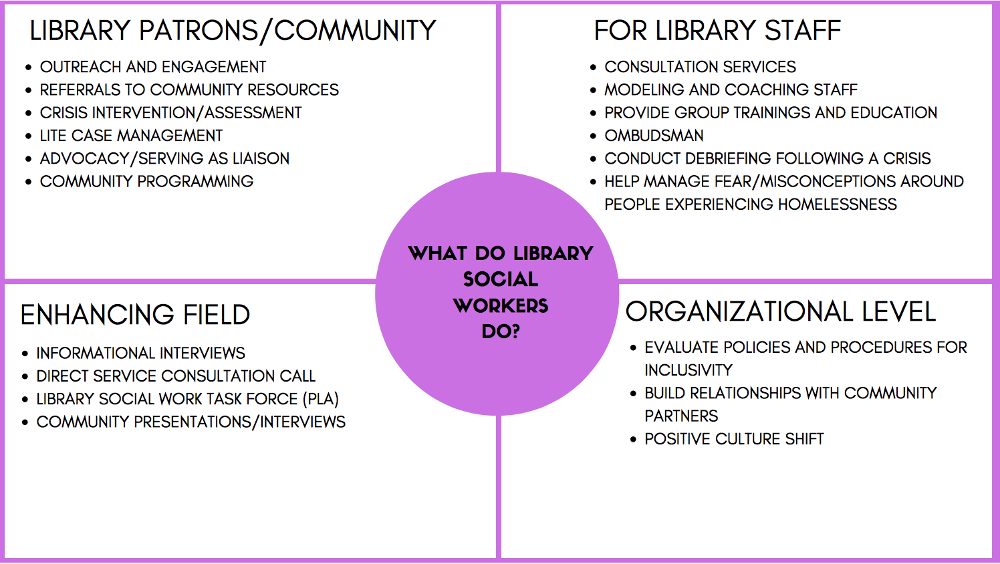 LIBRARY PATRONS/COMMUNITY
• OUTREACH AND ENGAGEMENT
• REFERRALS TO COMMUNITY RESOURCES
• CRISIS INTERVENTION/ASSESSMENT
• LITE CASE MANAGEMENT
• ADVOCACY/SERVING AS LIAISON
• COMMUNITY PROGRAMMING
FOR LIBRARY STAFF
• CONSULTATION SERVICES
• MODELING AND COACHING STAFF
• PROVIDE GROUP TRAININGS AND EDUCATION
• OMBUDSMAN
• CONDUCT DEBRIEFING FOLLOWING A CRISIS
• HELP MANAGE FEAR/MISCONCEPTIONS AROUND
PEOPLE EXPERIENCING HOMELESSNESS
WHAT DO LIBRARY
SOCIAL
WORKERS
DO?
ENHANCING FIELD
• INFORMATIONAL INTERVIEWS
• DIRECT SERVICE CONSULTATION CALL
• LIBRARY SOCIAL WORK TASK FORCE (PLA)
• COMMUNITY PRESENTATIONS/INTERVIEWS
ORGANIZATIONAL LEVEL
• EVALUATE POLICIES AND PROCEDURES FOR
INCLUSIVITY
• BUILD RELATIONSHIPS WITH COMMUNITY
PARTNERS
• POSITIVE CULTURE SHIFT